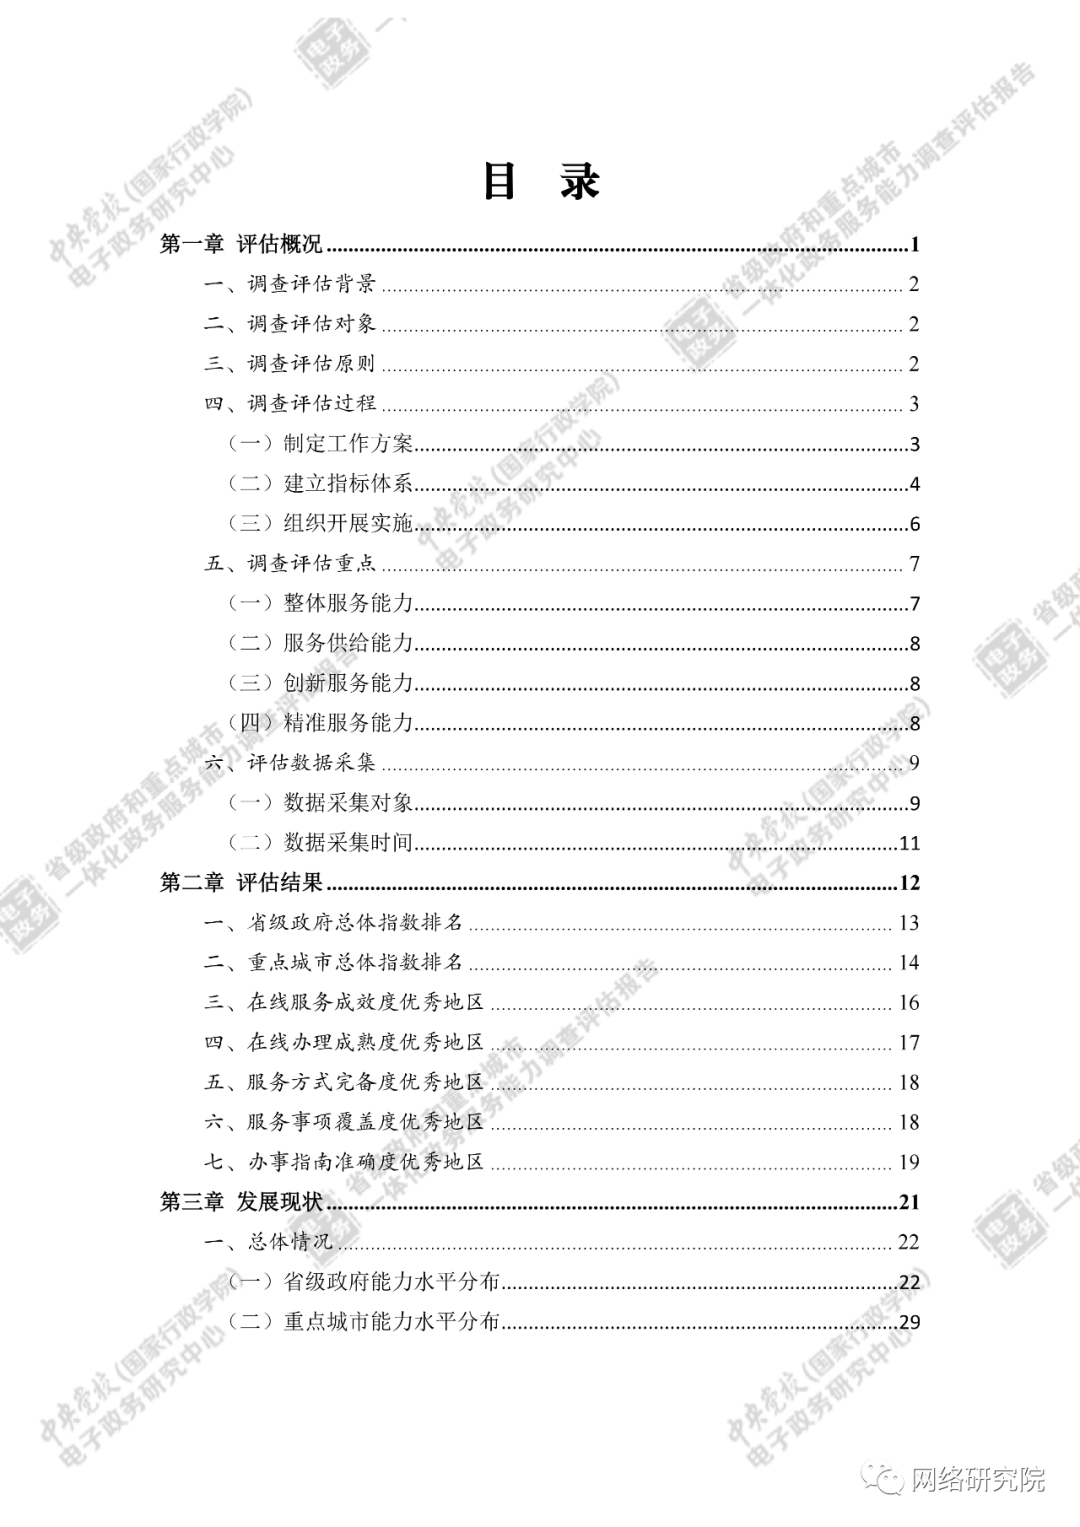 目 录
第一章 评估概况........................1
一、调查评估背景........................2
二、调查评估对象........................2
三、调查评估原则........................2
四、调查评估过程........................3
（一）制定工作方案........................3
（二）建立指标体系........................4
（三）组织开展实施........................6
五、调查评估重点........................7
（一）整体服务能力........................7
（二）服务供给能力........................8
（三）创新服务能力........................8
（四）精准服务能力........................8
六、评估数据采集........................9
（一）数据采集对象........................9
（二）数据采集时间........................11
第二章 评估结果........................12
一、省级政府总体指数排名........................13
二、重点城市总体指数排名........................14
三、在线服务成效度优秀地区........................16
四、在线办理成熟度优秀地区........................17
五、服务方式完备度优秀地区........................18
六、服务事项覆盖度优秀地区........................18
七、办事指南准确度优秀地区........................19
第三章 发展现状........................21
一、总体情况........................22
（一）省级政府能力水平分布........................22
（二）重点城市能力水平分布........................29
中央党校（国家行政学院）
电子政务研究中心
电子政务
省级政府和重点城市
一体化政务服务能力调查评估报告
网络研究院